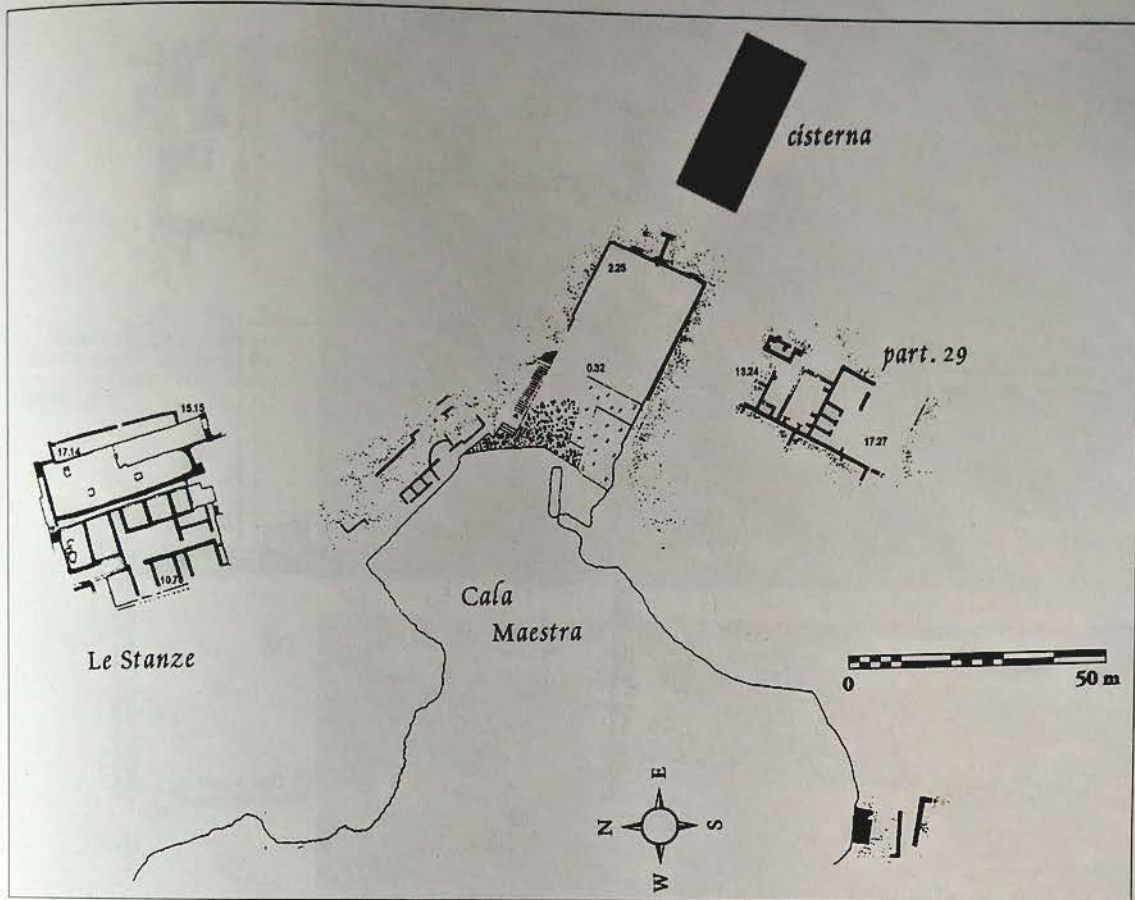 cisterna
2.25
part. 29
0.32
13.24
15.15
17.14
17.27
10.78
Cala
Maestra
Le Stanze
0 50 m
E
N S
W